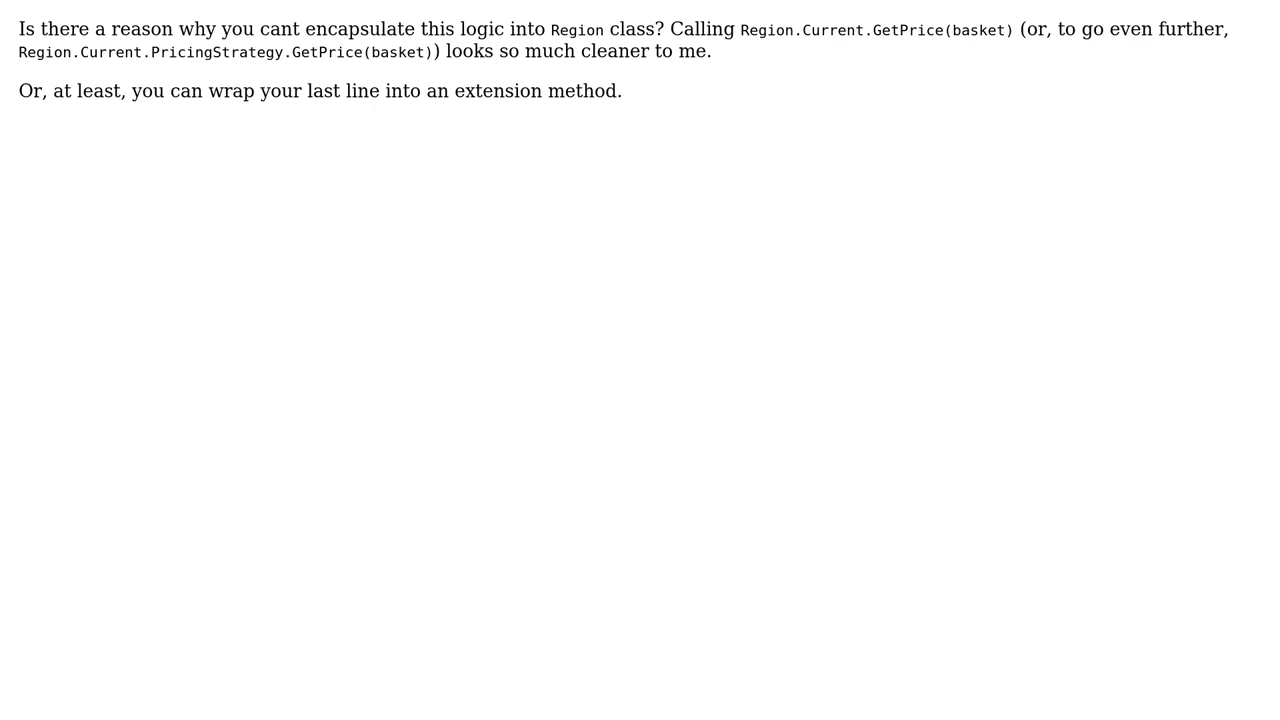 Is there a reason why you cant encapsulate this logic into Region class? Calling Region.Current.GetPrice(basket) (or, to go even further,
Region.Current.PricingStrategy.GetPrice(basket)) looks so much cleaner to me.
Or, at least, you can wrap your last line into an extension method.